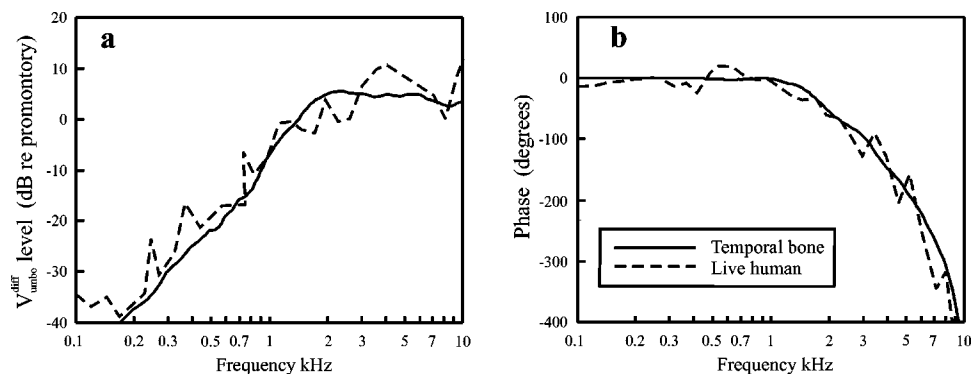 a
20
10
0
-10
-20
-30
-40
V diff umbo level (dB re promontory)
0.1 0.2 0.3 0.5 0.7 1 2 3 5 7 10
Frequency kHz
b
100
0
-100
-200
-300
-400
Phase (degrees)
Temporal bone
Live human
0.1 0.2 0.3 0.5 0.7 1 2 3 5 7 10
Frequency kHz